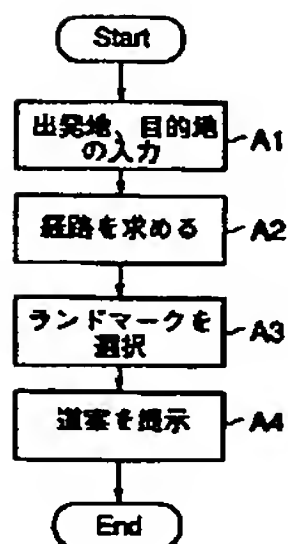 Start
出発地、目的地
の入力
A1
経路を求める
A2
ランドマークを
選択
A3
道案を提示
A4
End